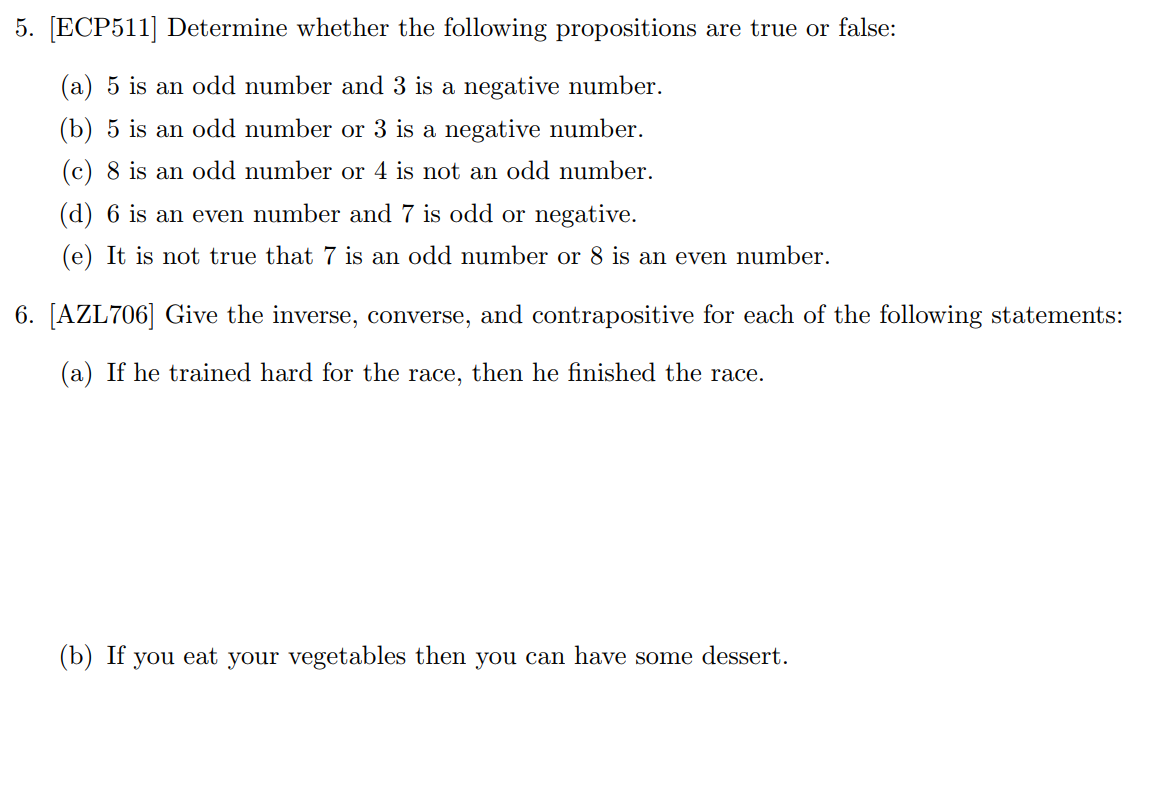 5. [ECP511] Determine whether the following propositions are true or false:
(a) 5 is an odd number and 3 is a negative number.
(b) 5 is an odd number or 3 is a negative number.
(c) 8 is an odd number or 4 is not an odd number.
(d) 6 is an even number and 7 is odd or negative.
(e) It is not true that 7 is an odd number or 8 is an even number.
6. [AZL706] Give the inverse, converse, and contrapositive for each of the following statements:
(a) If he trained hard for the race, then he finished the race.
(b) If you eat your vegetables then you can have some dessert.